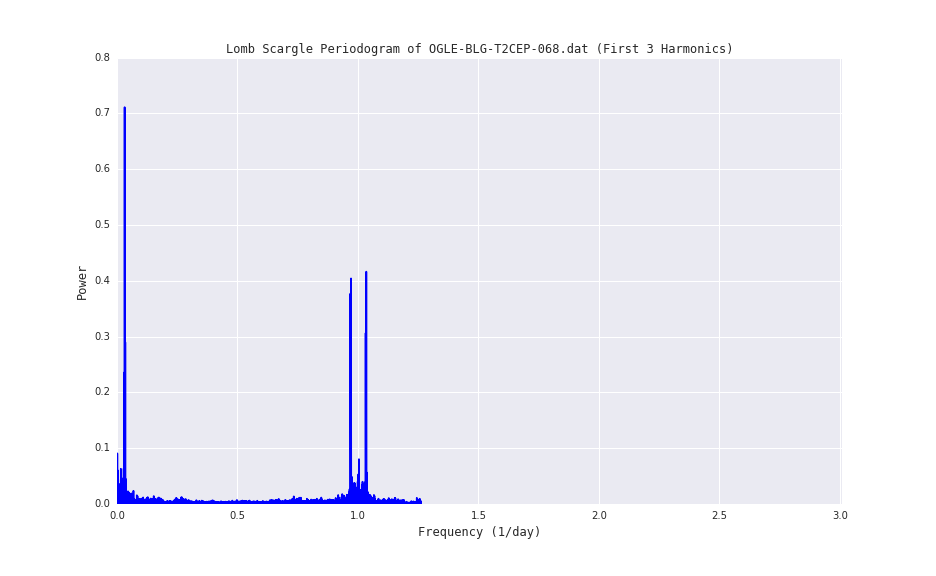 Lomb Scargle Periodogram of OGLE-BLG-T2CEP-068.dat (First 3 Harmonics)
0.8
0.7
0.6
0.5
0.4
0.3
0.2
0.1
0.0
Power
0.0 0.5 1.0 1.5 2.0 2.5 3.0
Frequency (1/day)